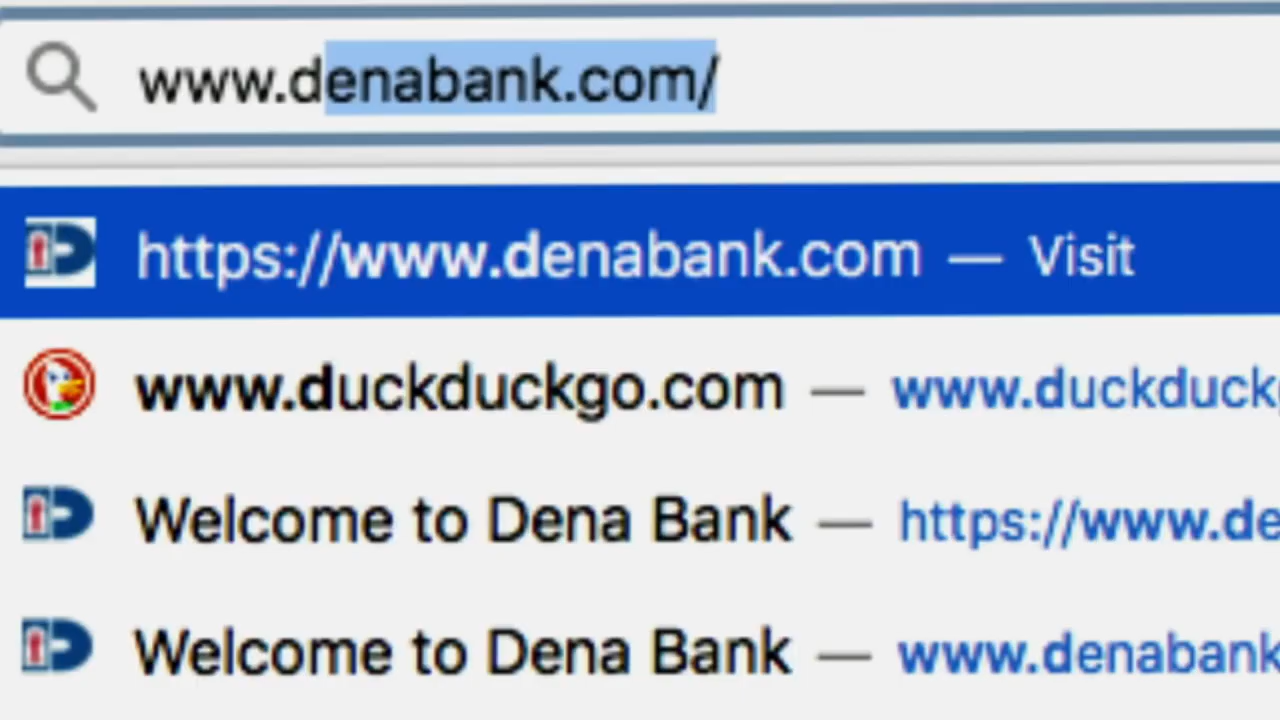 www.denabank.com/
https://www.denabank.com — Visit
www.duckduckgo.com — www.duckduck
Welcome to Dena Bank — https://www.de
Welcome to Dena Bank — www.denabank